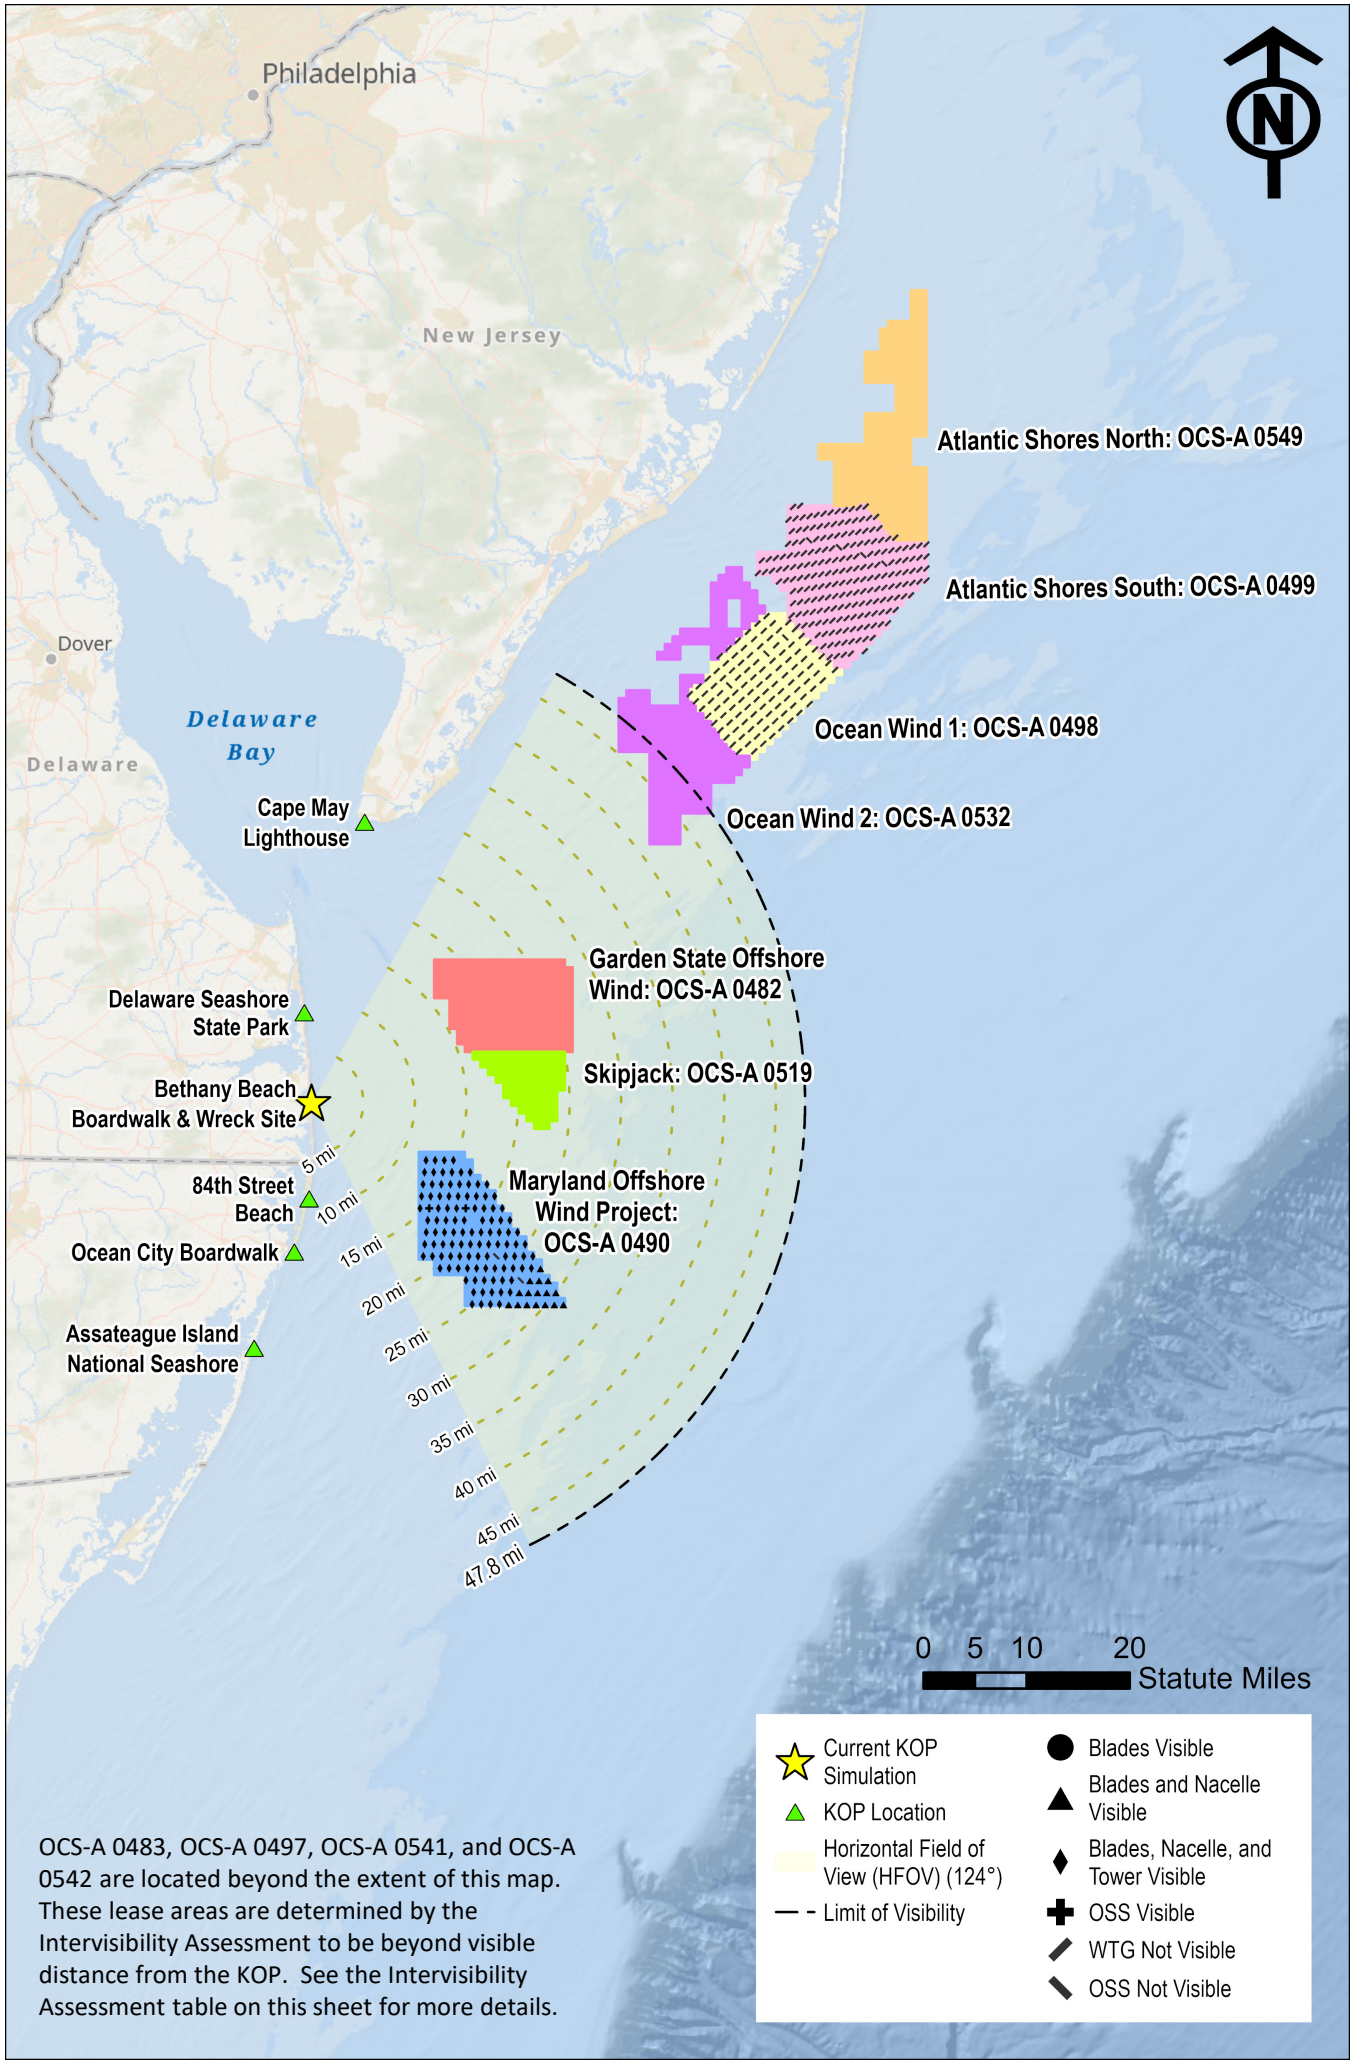 Philadelphia
N
New Jersey
Atlantic Shores North: OCS-A 0549
Atlantic Shores South: OCS-A 0499
Dover
Delaware
Bay
Delaware
Ocean Wind 1: OCS-A 0498
Cape May
Lighthouse
Ocean Wind 2: OCS-A 0532
Garden State Offshore
Wind: OCS-A 0482
Delaware Seashore
State Park
Skipjack: OCS-A 0519
Bethany Beach
Boardwalk & Wreck Site
5 mi
10 mi
15 mi
20 mi
25 mi
30 mi
35 mi
40 mi
45 mi
47.8 mi
84th Street
Beach
Maryland Offshore
Wind Project:
OCS-A 0490
Ocean City Boardwalk
Assateague Island
National Seashore
0 5 10 20
Statute Miles
Current KOP
Simulation
KOP Location
Horizontal Field of
View (HFOV) (124°)
Limit of Visibility
Blades Visible
Blades and Nacelle
Visible
Blades, Nacelle, and
Tower Visible
OSS Visible
WTG Not Visible
OSS Not Visible
OCS-A 0483, OCS-A 0497, OCS-A 0541, and OCS-A
0542 are located beyond the extent of this map.
These lease areas are determined by the
Intervisibility Assessment to be beyond visible
distance from the KOP.  See the Intervisibility
Assessment table on this sheet for more details.